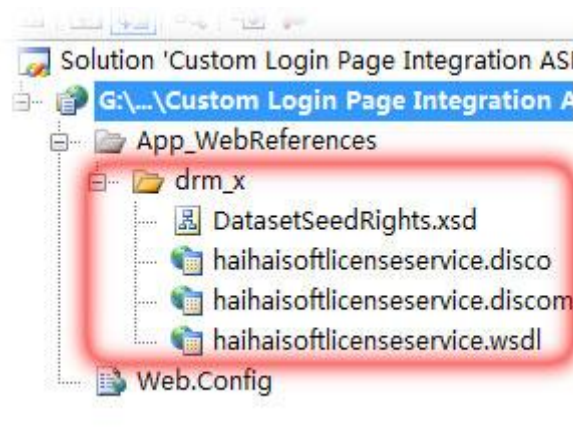 Solution 'Custom Login Page Integration AS
G:\...\Custom Login Page Integration A
App_WebReferences
drm_x
DatasetSeedRights.xsd
haihaisoftlicenseservice.disco
haihaisoftlicenseservice.discom
haihaisoftlicenseservice.wsdl
Web.Config